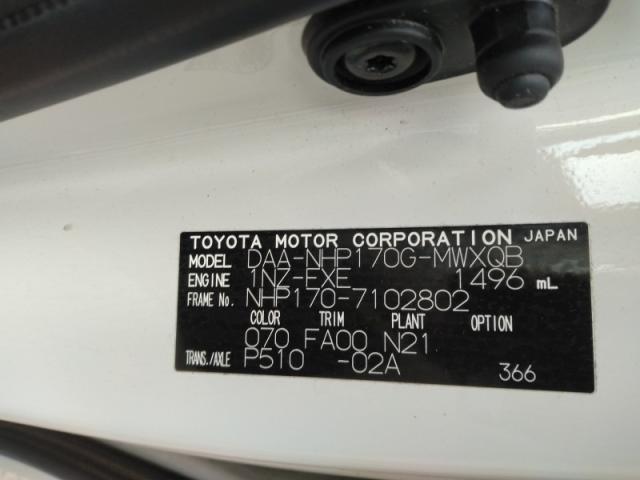 TOYOTA MOTOR CORPORATION JAPAN
MODEL DAA-NHP170G-MWXQB
ENGINE 1NZ-EXE 1496 mL
FRAME No. NHP170-7102802
COLOR TRIM PLANT OPTION
070 FA00 N21
TRANS./AXLE P510 -02A
366